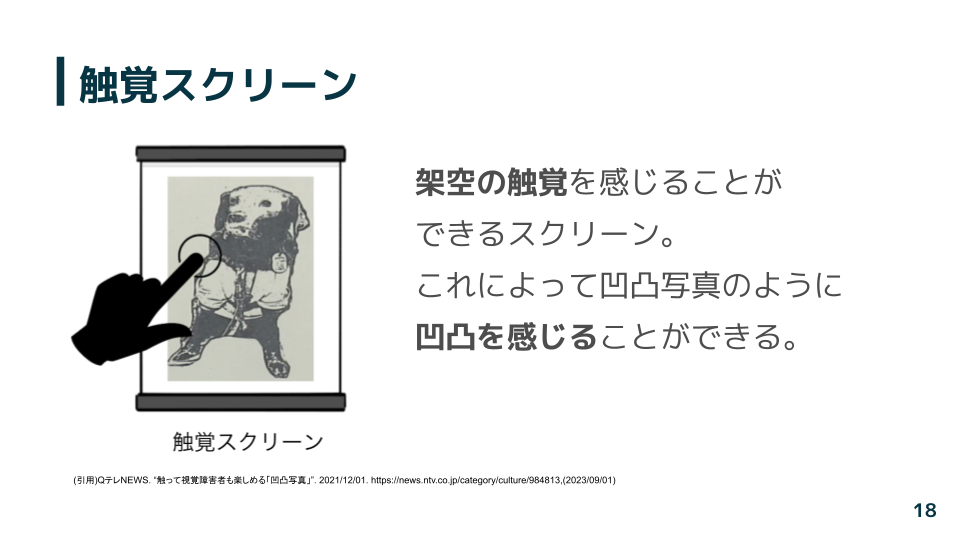 触覚スクリーン
架空の触覚を感じることが
できるスクリーン。
これによって凹凸写真のように
凹凸を感じることができる。
触覚スクリーン
(引用)QテレNEWS. “触って視覚障害者も楽しめる「凹凸写真」”. 2021/12/01. https://news.ntv.co.jp/category/culture/984813,(2023/09/01)
18